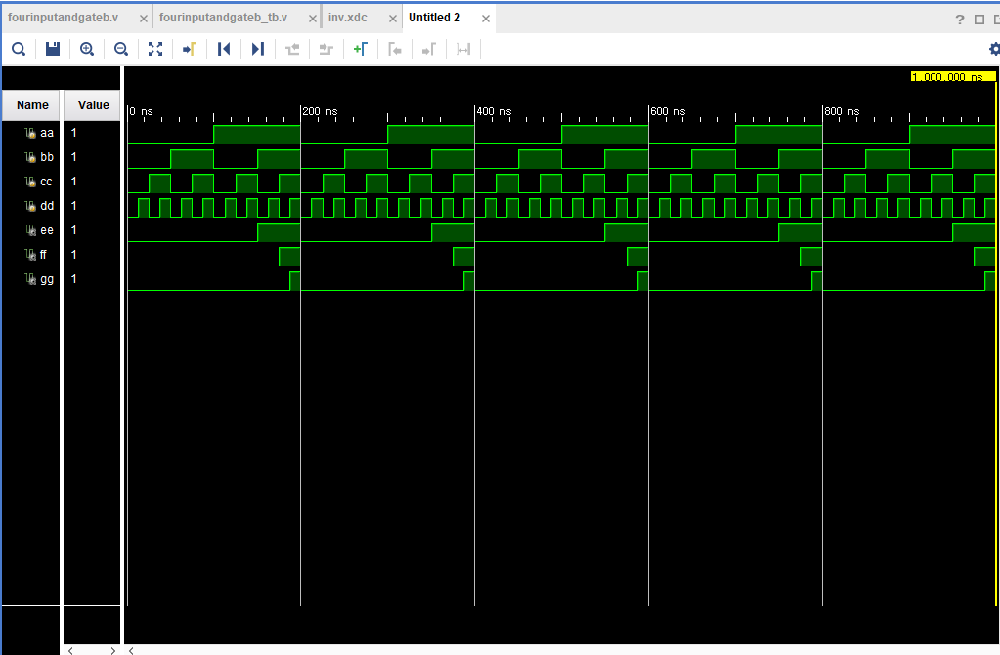 fourinputandgateb.v fourinputandgateb_tb.v inv.xdc Untitled 2
1,000.000 ns
Name Value
0 ns 200 ns 400 ns 600 ns 800 ns
aa 1
bb 1
cc 1
dd 1
ee 1
ff 1
gg 1